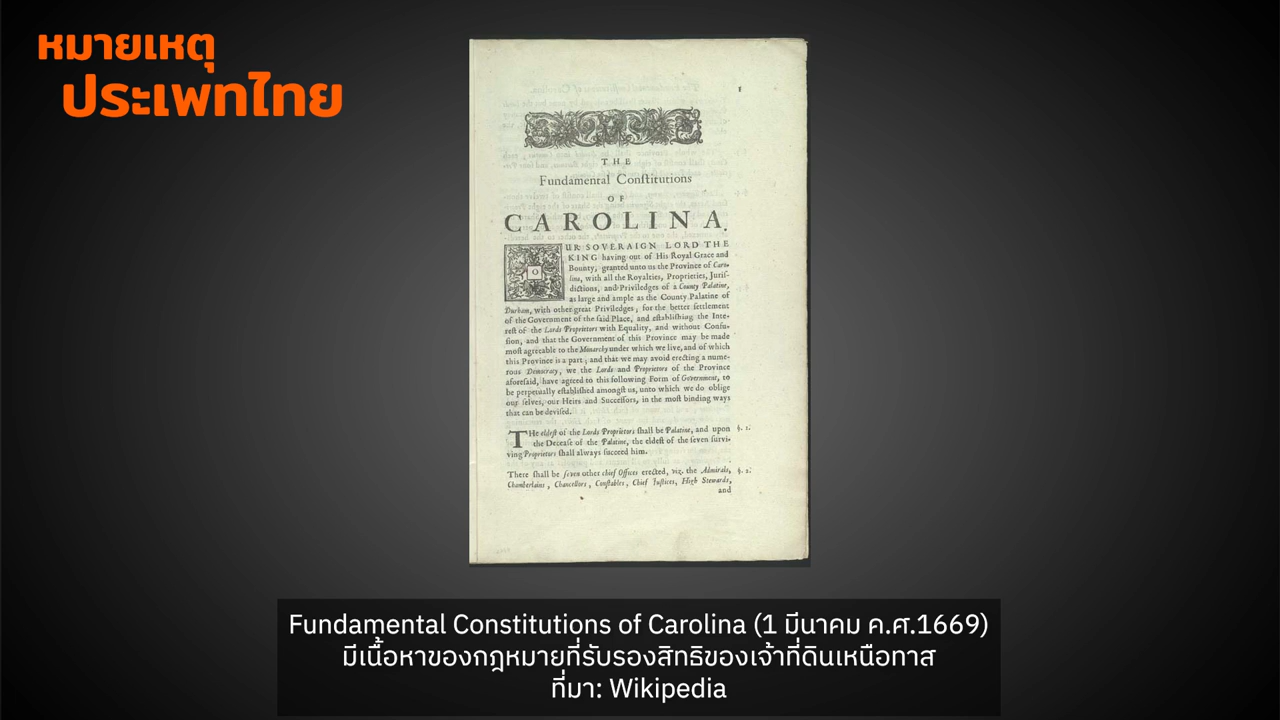 หมายเหตุ
ประเพทไทย
1
THE
Fundamental Conſtitutions
OF
CAROLINA.
OUR SOVERAIGN LORD THE
KING having out of His Royal Grace and
Bounty, granted unto us the Province of Caro-
lina, with all the Royalties, Proprieties, Juriſ-
dictions, and Priviledges of a County Palatine,
as large and ample as the County Palatine of
Durham, with other great Priviledges; for the better ſettlement
of the Government of the ſaid Place, and eſtabliſhing the Inte-
reſt of the Lords Proprietors with Equality, and without Confu-
ſion, and that the Government of this Province may be made
moſt agreeable to the Monarchy under which we live, and of which
this Province is a part; and that we may avoid erecting a nume-
rous Democracy, we the Lords and Proprietors of the Province
aforeſaid, have agreed to this following Form of Government, to
be perpetually eſtabliſhed amongſt us, unto which we do oblige
our ſelves, our Heirs and Succeſſors, in the moſt binding ways
that can be deviſed.
THe eldeſt of the Lords Proprietors ſhall be Palatine, and upon §. 1.
the Deceaſe of the Palatine, the eldeſt of the ſeven ſurvi-
ving Proprietors ſhall always ſucceed him.
There ſhall be ſeven other chief Offices erected, viz. the Admirals, §. 2.
Chamberlains, Chancellors, Conſtables, Chief Juſtices, High Stewards,
and
Fundamental Constitutions of Carolina (1 มีนาคม ค.ศ.1669)
มีเนื้อหาของกฎหมายที่รับรองสิทธิของเจ้าที่ดินเหนือทาส
ที่มา: Wikipedia